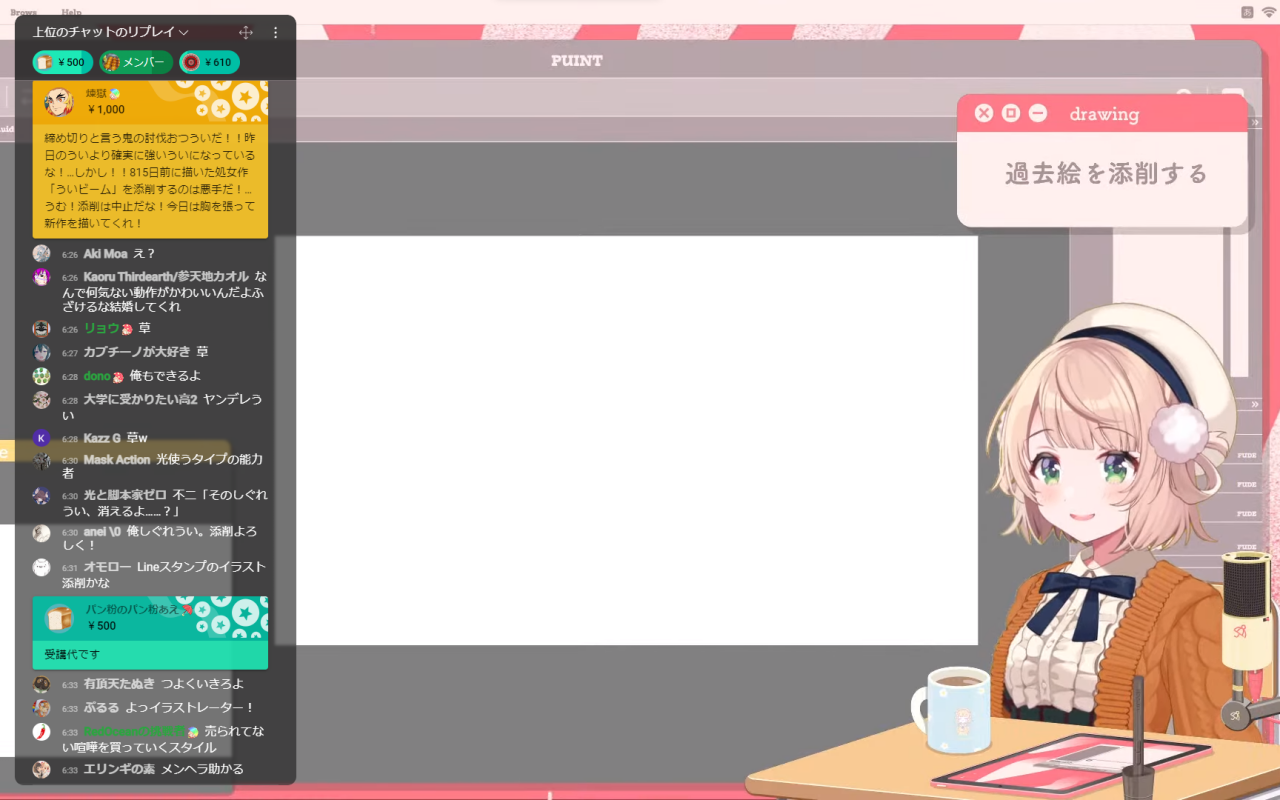 Brows Help
上位のチャットのリプレイ
¥500 メンバー ¥610
PUINT
drawing
過去絵を添削する
煉獄
¥1,000
締め切りと言う鬼の討伐おつういだ！！昨
日のういより確実に強いういになっている
な！…しかし！！815日前に描いた処女作
「ういビーム」を添削するのは悪手だ！…
うむ！添削は中止だな！今日は胸を張って
新作を描いてくれ！
6:26 Aki Moa え？
6:26 Kaoru Thirdearth/参天地カオル な
んで何気ない動作がかわいいんだよふ
ざけるな結婚してくれ
6:26 リョウ 草
6:27 カプチーノが大好き 草
6:28 dono 俺もできるよ
6:28 大学に受かりたい高2 ヤンデレう
い
K
6:28 Kazz G 草w
6:30 Mask Action 光使うタイプの能力
者
6:30 光と脚本家ゼロ 不二「そのしぐれ
うい、消えるよ……？」
6:30 anei \0 俺しぐれうい。添削よろ
しく！
6:31 オモロー Lineスタンプのイラスト
添削かな
パン粉のパン粉あえ
¥500
受講代です
6:33 有頂天たぬき つよくいきろよ
6:33 ぷるる よっイラストレーター！
6:33 売られてな
い喧嘩を買っていくスタイル
6:33 エリンギの素 メンヘラ助かる
PUDE
PUDE
PUDE
PUDE